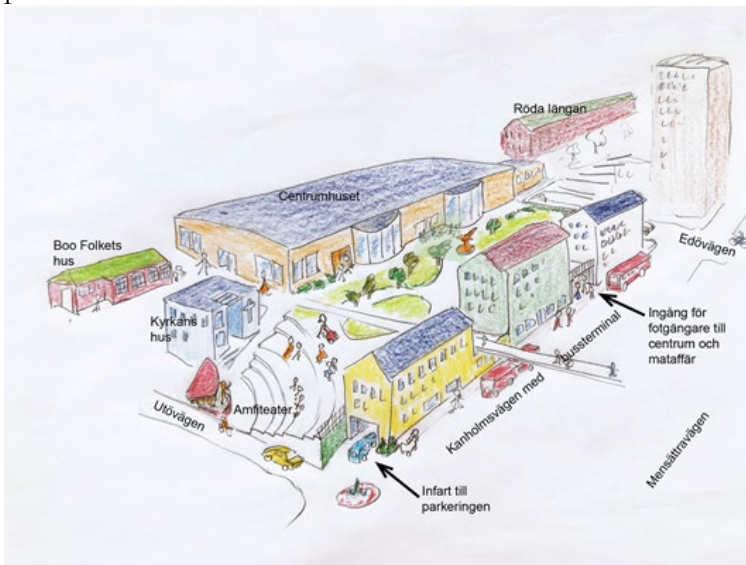 Röda längan
Centrumhuset
Boo Folkets
hus
Edövägen
Kyrkans
hus
Ingång för
fotgängare till
centrum och
mataffär
Kanholmsvägen med bussterminal
Amfiteater
Utövägen
Mensättravägen
Infart till
parkeringen